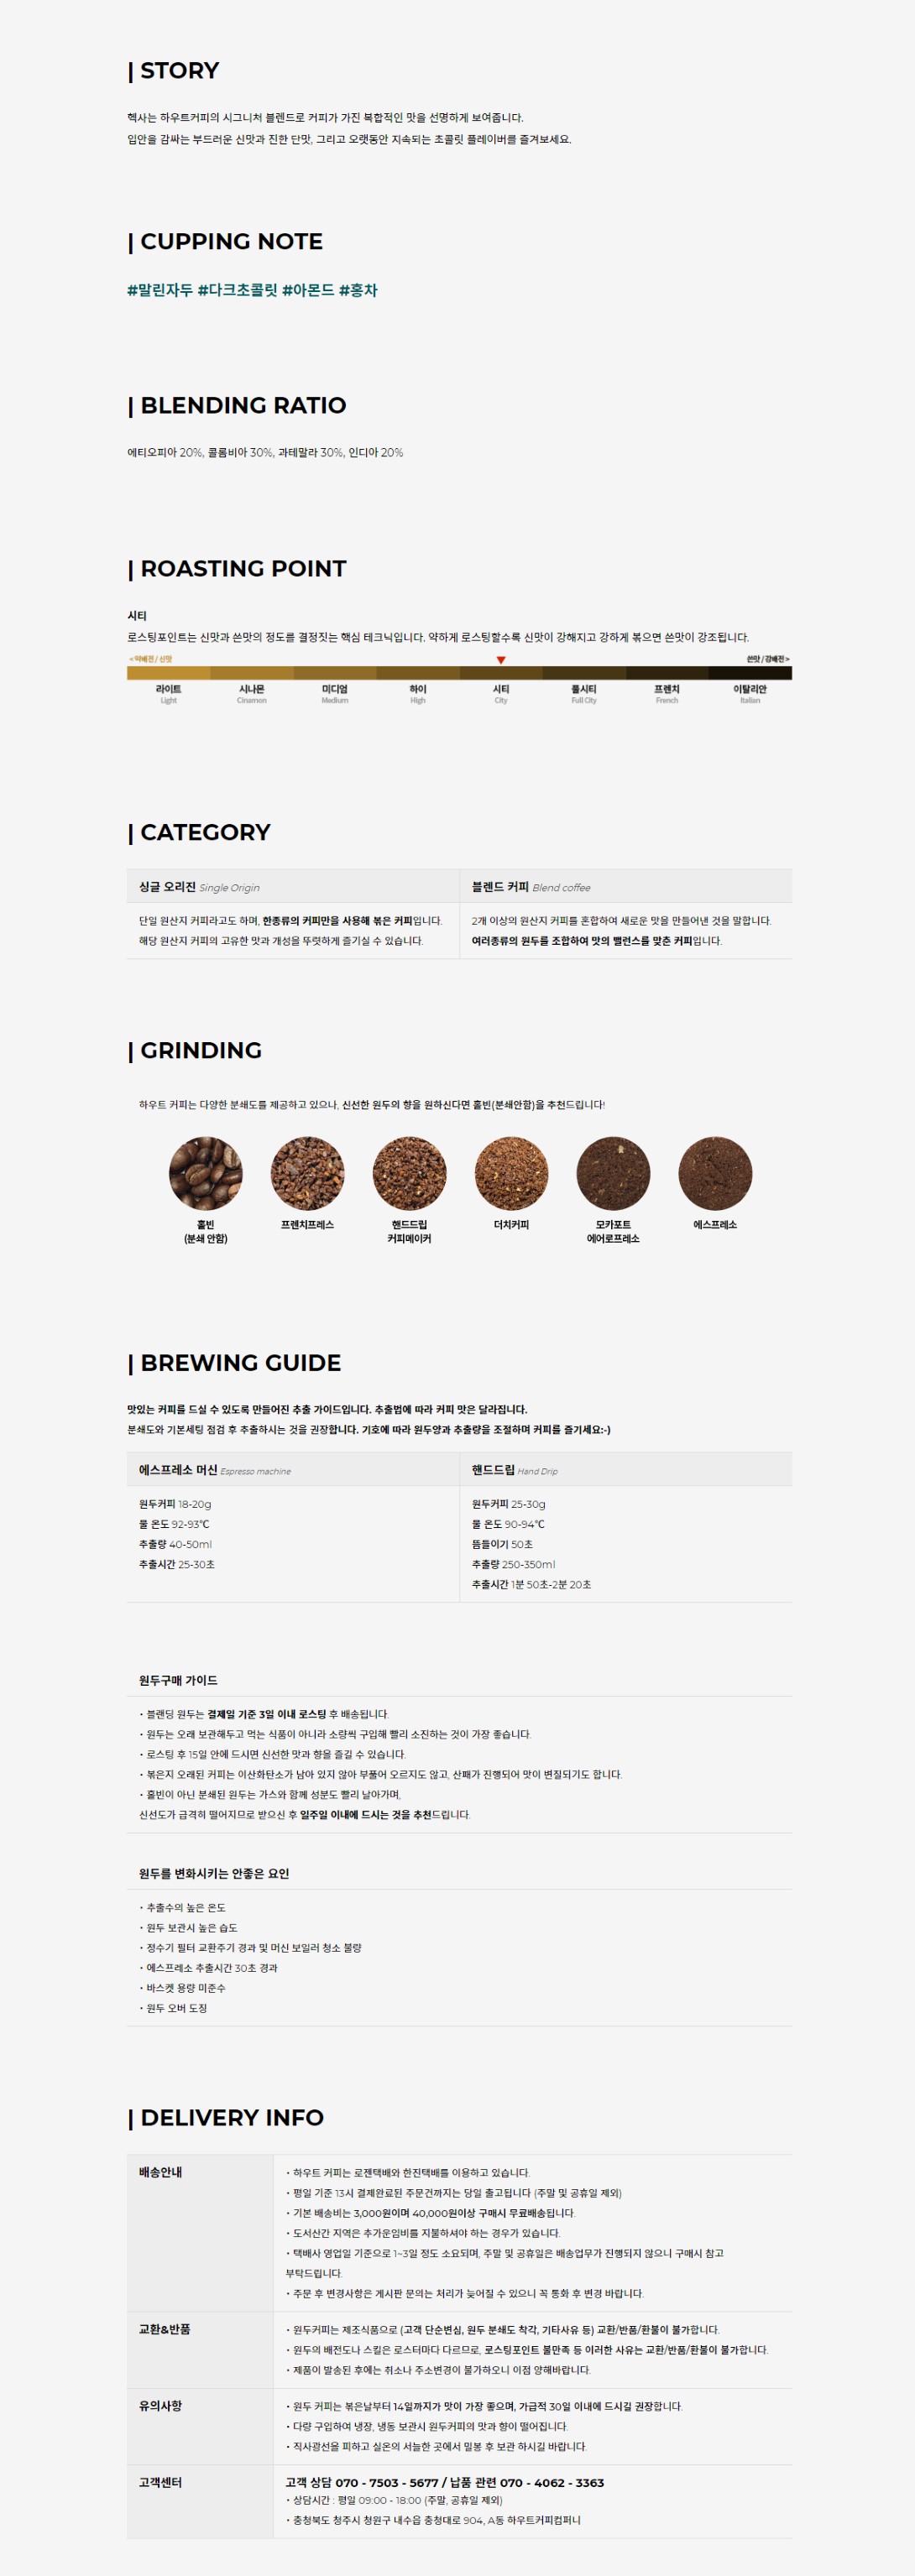 | STORY
헥사는 하우트커피의 시그니처 블렌드로 커피가 가진 복합적인 맛을 선명하게 보여줍니다.
입안을 감싸는 부드러운 신맛과 진한 단맛, 그리고 오랫동안 지속되는 초콜릿 플레이버를 즐겨보세요.
| CUPPING NOTE
#말린자두 #다크초콜릿 #아몬드 #홍차
| BLENDING RATIO
에티오피아 20%, 콜롬비아 30%, 과테말라 30%, 인디아 20%
| ROASTING POINT
시티
로스팅포인트는 신맛과 쓴맛의 정도를 결정짓는 핵심 테크닉입니다. 약하게 로스팅할수록 신맛이 강해지고 강하게 볶으면 쓴맛이 강조됩니다.
<약배전 / 신맛 쓴맛 / 강배전>
라이트 시나몬 미디엄 하이 시티 풀시티 프렌치 이탈리안
Light Cinamon Medium High City Full City French Italian
| CATEGORY
싱글 오리진 Single Origin 블렌드 커피 Blend coffee
단일 원산지 커피라고도 하며, 한종류의 커피만을 사용해 볶은 커피입니다. 2개 이상의 원산지 커피를 혼합하여 새로운 맛을 만들어낸 것을 말합니다.
해당 원산지 커피의 고유한 맛과 개성을 뚜렷하게 즐기실 수 있습니다. 여러종류의 원두를 조합하여 맛의 밸런스를 맞춘 커피입니다.
| GRINDING
하우트 커피는 다양한 분쇄도를 제공하고 있으나, 신선한 원두의 향을 원하신다면 홀빈(분쇄안함)을 추천드립니다!
홀빈 프렌치프레스 핸드드립 더치커피 모카포트 에스프레소
(분쇄 안함) 커피메이커 에어로프레소
| BREWING GUIDE
맛있는 커피를 드실 수 있도록 만들어진 추출 가이드입니다. 추출법에 따라 커피 맛은 달라집니다.
분쇄도와 기본세팅 점검 후 추출하시는 것을 권장합니다. 기호에 따라 원두양과 추출량을 조절하며 커피를 즐기세요:-)
에스프레소 머신 Espresso machine 핸드드립 Hand Drip
원두커피 18-20g 원두커피 25-30g
물 온도 92-93℃ 물 온도 90-94℃
추출량 40-50ml 뜸들이기 50초
추출시간 25-30초 추출량 250-350ml
추출시간 1분 50초-2분 20초
원두구매 가이드
• 블랜딩 원두는 결제일 기준 3일 이내 로스팅 후 배송됩니다.
• 원두는 오래 보관해두고 먹는 식품이 아니라 소량씩 구입해 빨리 소진하는 것이 가장 좋습니다.
• 로스팅 후 15일 안에 드시면 신선한 맛과 향을 즐길 수 있습니다.
• 볶은지 오래된 커피는 이산화탄소가 남아 있지 않아 부풀어 오르지도 않고, 산패가 진행되어 맛이 변질되기도 합니다.
• 홀빈이 아닌 분쇄된 원두는 가스와 함께 성분도 빨리 날아가며,
신선도가 급격히 떨어지므로 받으신 후 일주일 이내에 드시는 것을 추천드립니다.
원두를 변화시키는 안좋은 요인
• 추출수의 높은 온도
• 원두 보관시 높은 습도
• 정수기 필터 교환주기 경과 및 머신 보일러 청소 불량
• 에스프레소 추출시간 30초 경과
• 바스켓 용량 미준수
• 원두 오버 도징
| DELIVERY INFO
배송안내
• 하우트 커피는 로젠택배와 한진택배를 이용하고 있습니다.
• 평일 기준 13시 결제완료된 주문건까지는 당일 출고됩니다 (주말 및 공휴일 제외)
• 기본 배송비는 3,000원이며 40,000원이상 구매시 무료배송됩니다.
• 도서산간 지역은 추가운임비를 지불하셔야 하는 경우가 있습니다.
• 택배사 영업일 기준으로 1~3일 정도 소요되며, 주말 및 공휴일은 배송업무가 진행되지 않으니 구매시 참고
부탁드립니다.
• 주문 후 변경사항은 게시판 문의는 처리가 늦어질 수 있으니 꼭 통화 후 변경 바랍니다.
교환&반품
• 원두커피는 제조식품으로 (고객 단순변심, 원두 분쇄도 착각, 기타사유 등) 교환/반품/환불이 불가합니다.
• 원두의 배전도나 스킬은 로스터마다 다르므로, 로스팅포인트 불만족 등 이러한 사유는 교환/반품/환불이 불가합니다.
• 제품이 발송된 후에는 취소나 주소변경이 불가하오니 이점 양해바랍니다.
유의사항
• 원두 커피는 볶은날부터 14일까지가 맛이 가장 좋으며, 가급적 30일 이내에 드시길 권장합니다.
• 다량 구입하여 냉장, 냉동 보관시 원두커피의 맛과 향이 떨어집니다.
• 직사광선을 피하고 실온의 서늘한 곳에서 밀봉 후 보관 하시길 바랍니다.
고객센터
고객 상담 070 - 7503 - 5677 / 납품 관련 070 - 4062 - 3363
• 상담시간 : 평일 09:00 - 18:00 (주말, 공휴일 제외)
• 충청북도 청주시 청원구 내수읍 충청대로 904, A동 하우트커피컴퍼니